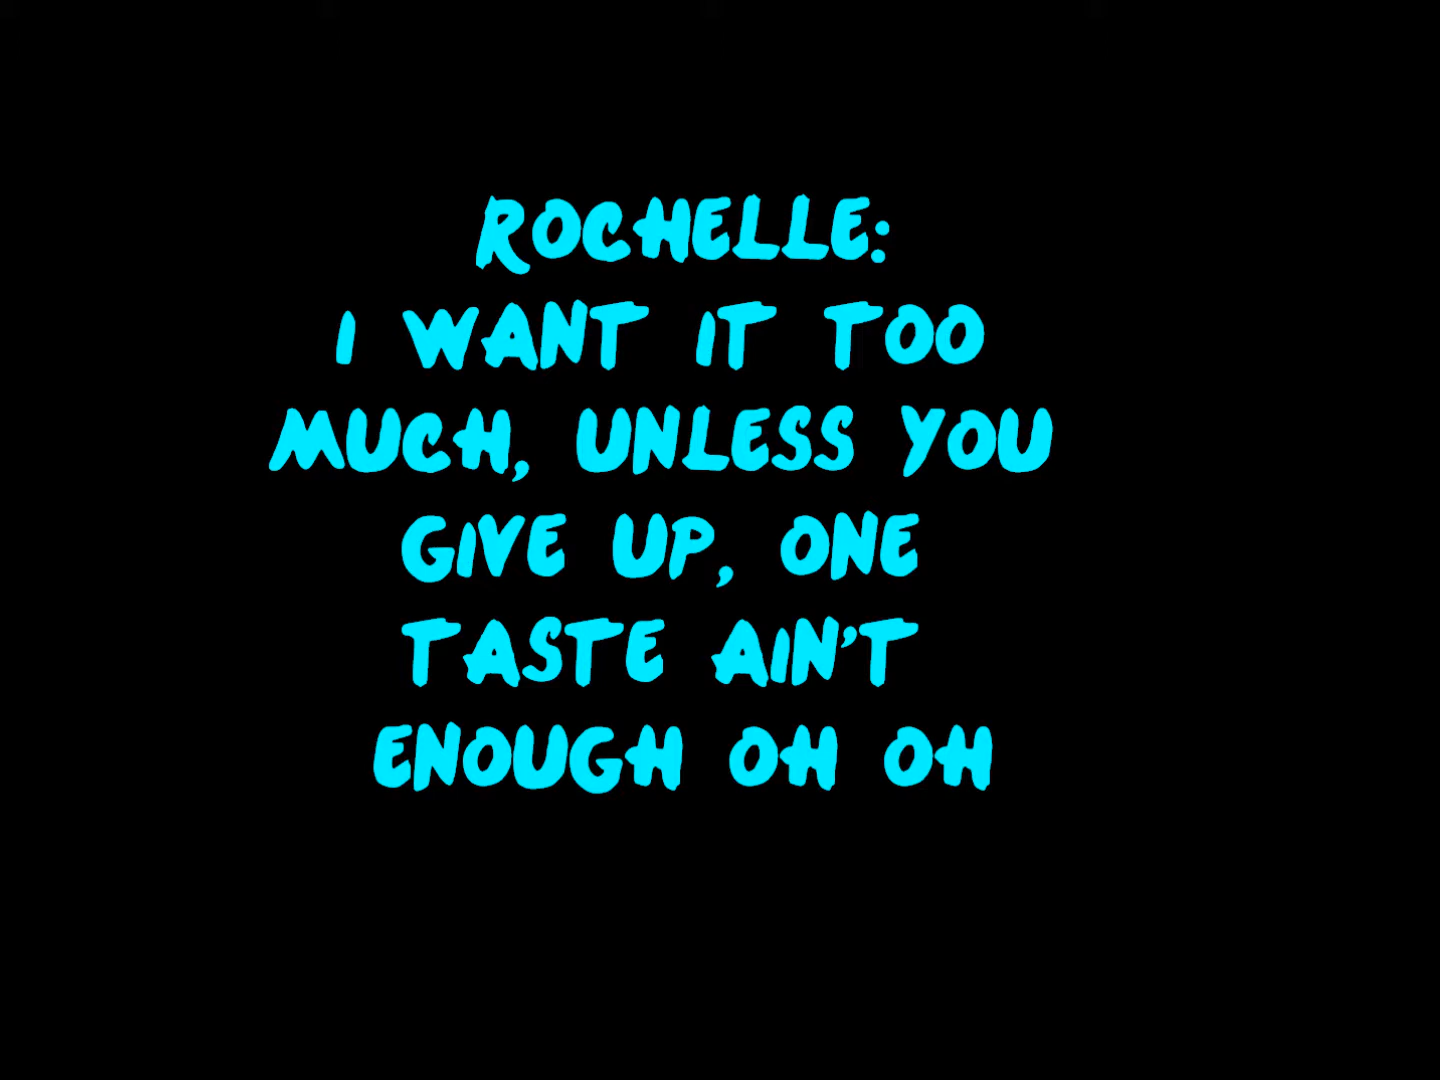 ROCHELLE:
I WANT IT TOO
MUCH, UNLESS YOU
GIVE UP, ONE
TASTE AIN'T
ENOUGH OH OH